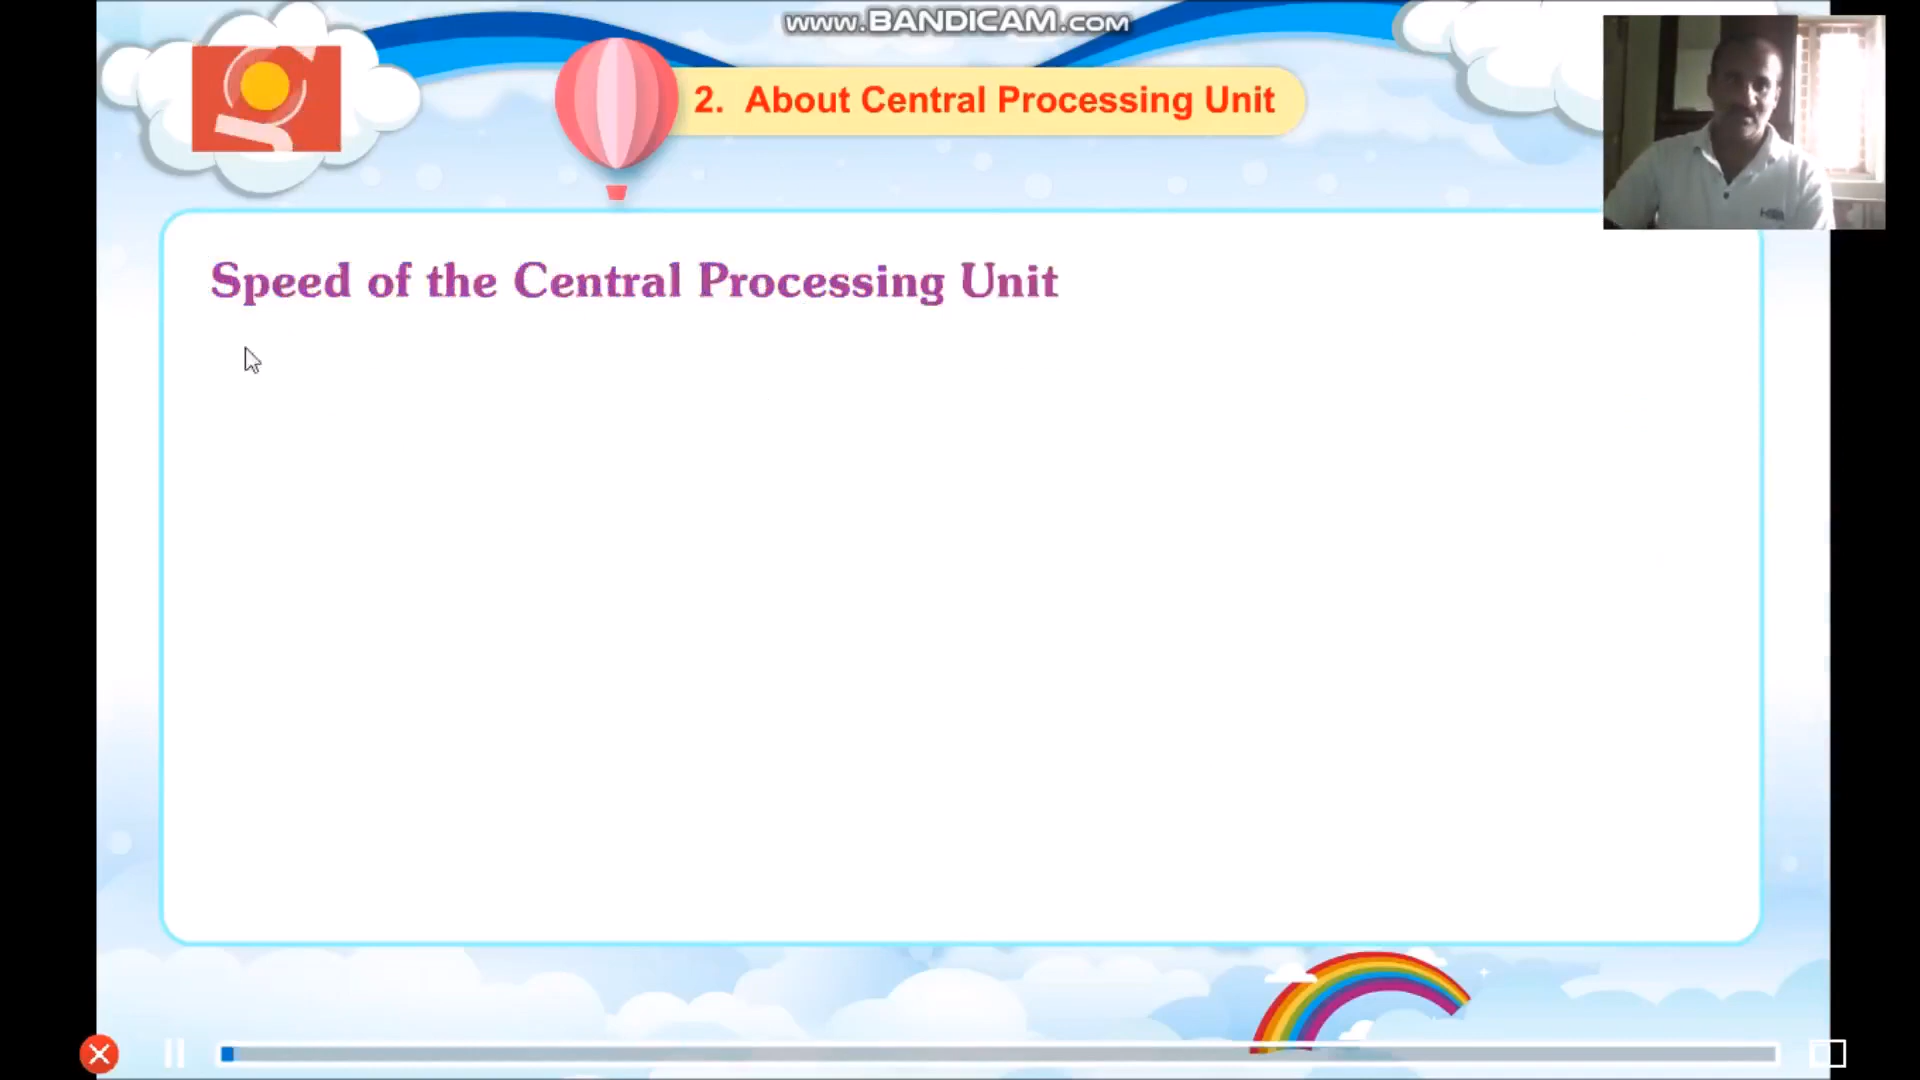 www.BANDICAM.com
2. About Central Processing Unit
Speed of the Central Processing Unit